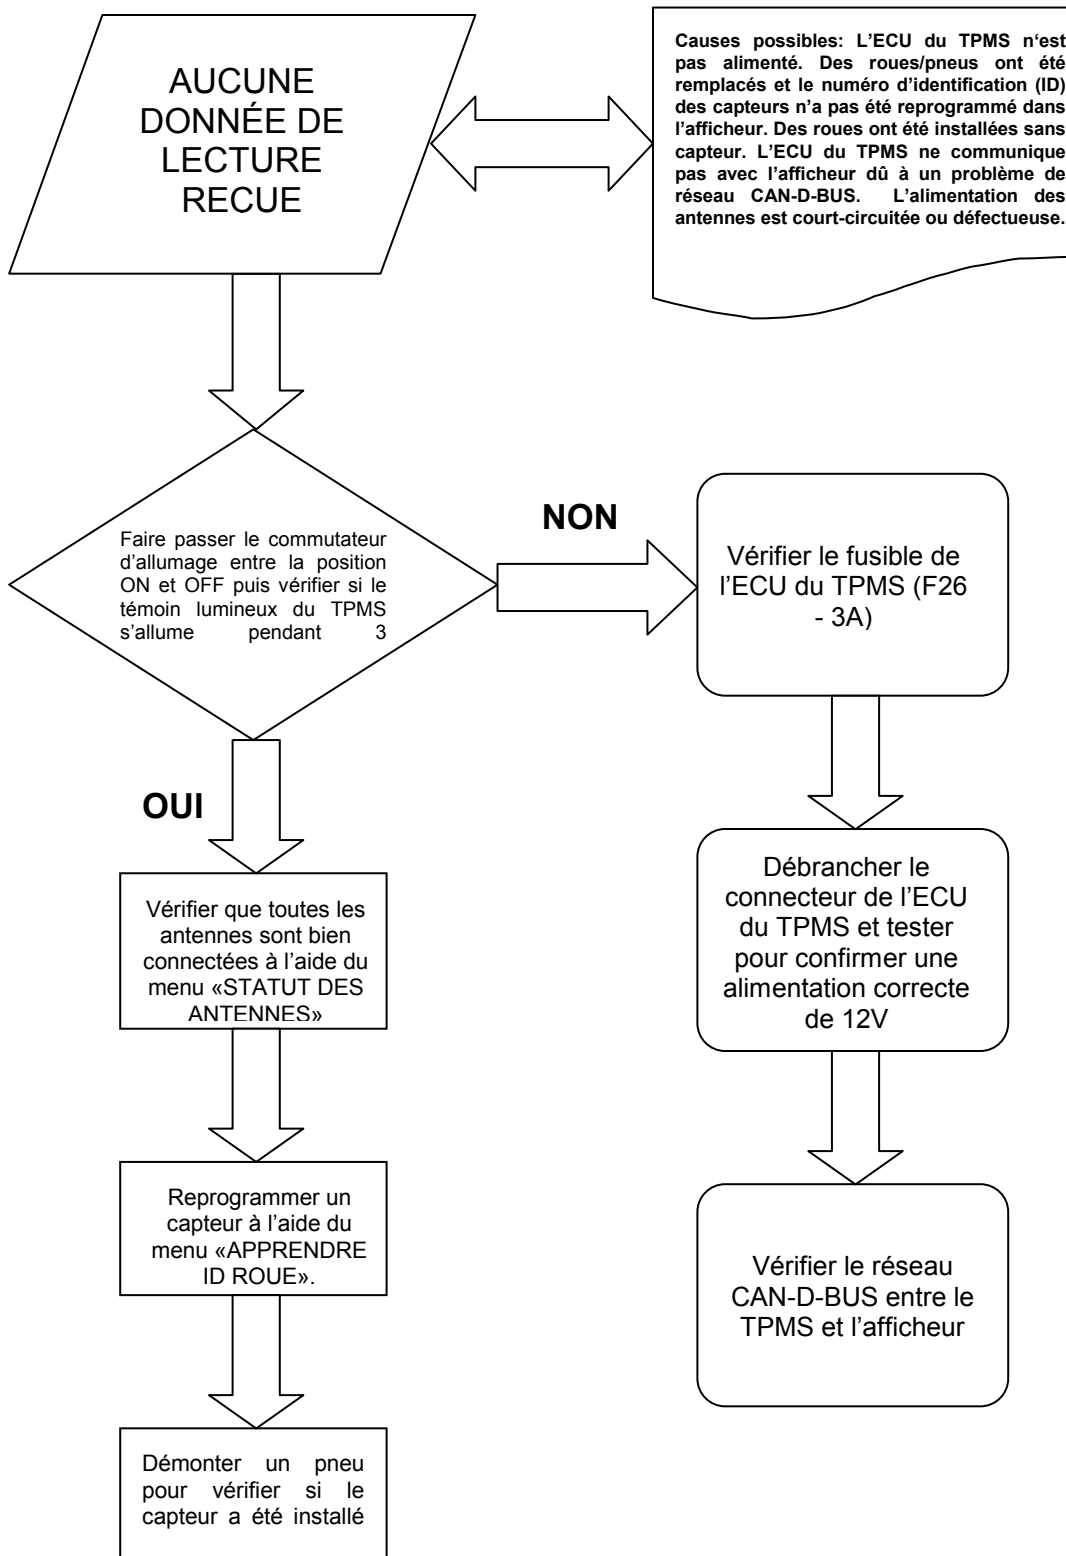 AUCUNE
DONNÉE DE
LECTURE
RECUE
Causes possibles: L'ECU du TPMS n‘est
pas alimenté. Des roues/pneus ont été
remplacés et le numéro d'identification (ID)
des capteurs n'a pas été reprogrammé dans
l'afficheur. Des roues ont été installées sans
capteur. L'ECU du TPMS ne communique
pas avec l'afficheur dû à un problème de
réseau CAN-D-BUS. L'alimentation des
antennes est court-circuitée ou défectueuse.
Faire passer le commutateur
d'allumage entre la position
ON et OFF puis vérifier si le
témoin lumineux du TPMS
s'allume pendant 3
NON
Vérifier le fusible de
l'ECU du TPMS (F26
- 3A)
OUI
Vérifier que toutes les
antennes sont bien
connectées à l'aide du
menu «STATUT DES
ANTENNES»
Débrancher le
connecteur de l'ECU
du TPMS et tester
pour confirmer une
alimentation correcte
de 12V
Reprogrammer un
capteur à l'aide du
menu «APPRENDRE
ID ROUE».
Vérifier le réseau
CAN-D-BUS entre le
TPMS et l'afficheur
Démonter un pneu
pour vérifier si le
capteur a été installé